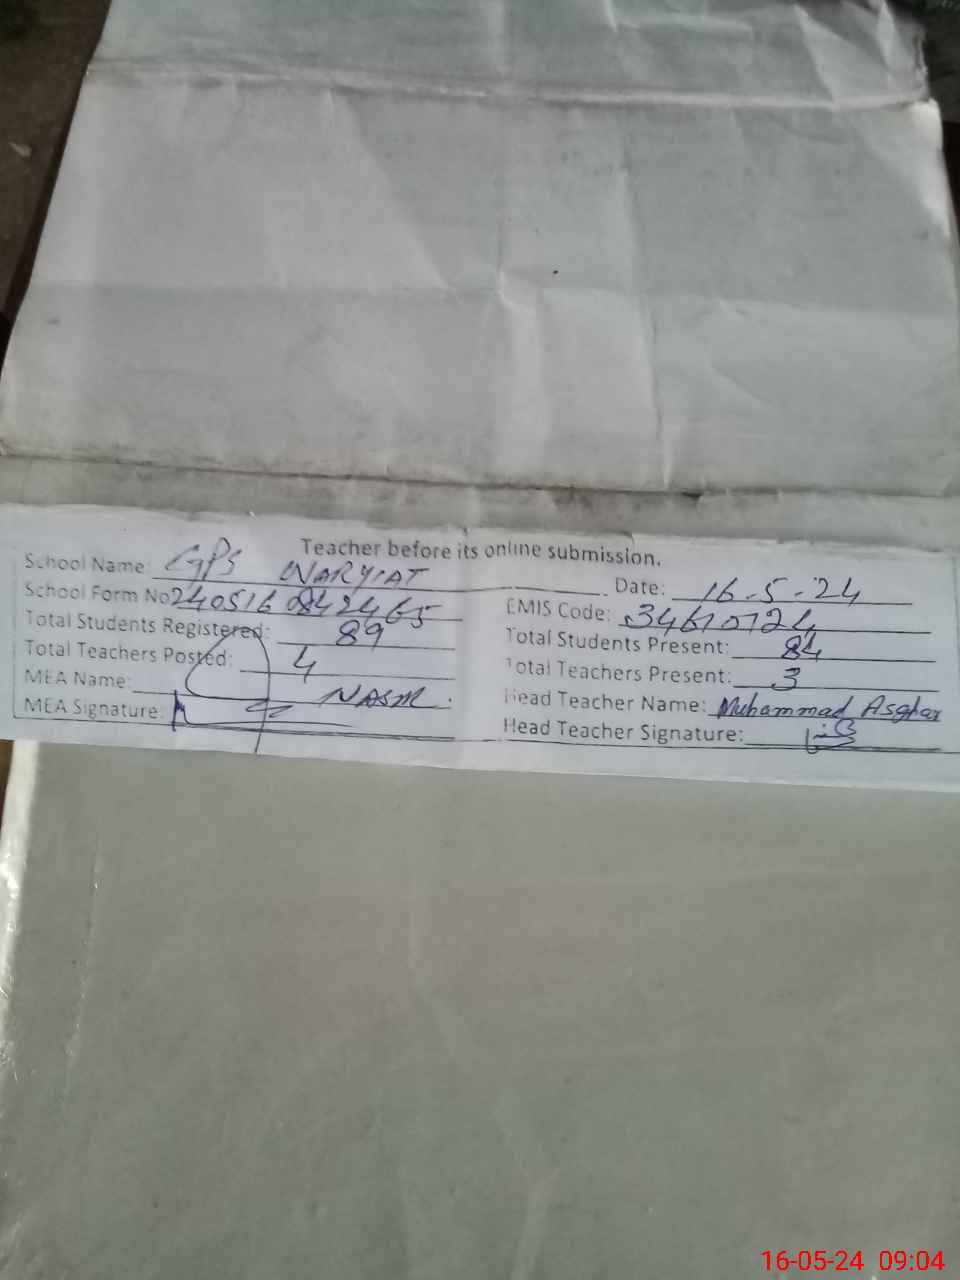 Teacher before its online submission.
School Name: GPS WARYIAT Date: 16-5-24
School Form No 240516 0842465 EMIS Code: 34610724
Total Students Registered: 89 Total Students Present: 84
Total Teachers Posted: 4 Total Teachers Present: 3
MEA Name: NASIR Head Teacher Name: Muhammad Asghar
MEA Signature: Head Teacher Signature:
16-05-24 09:04